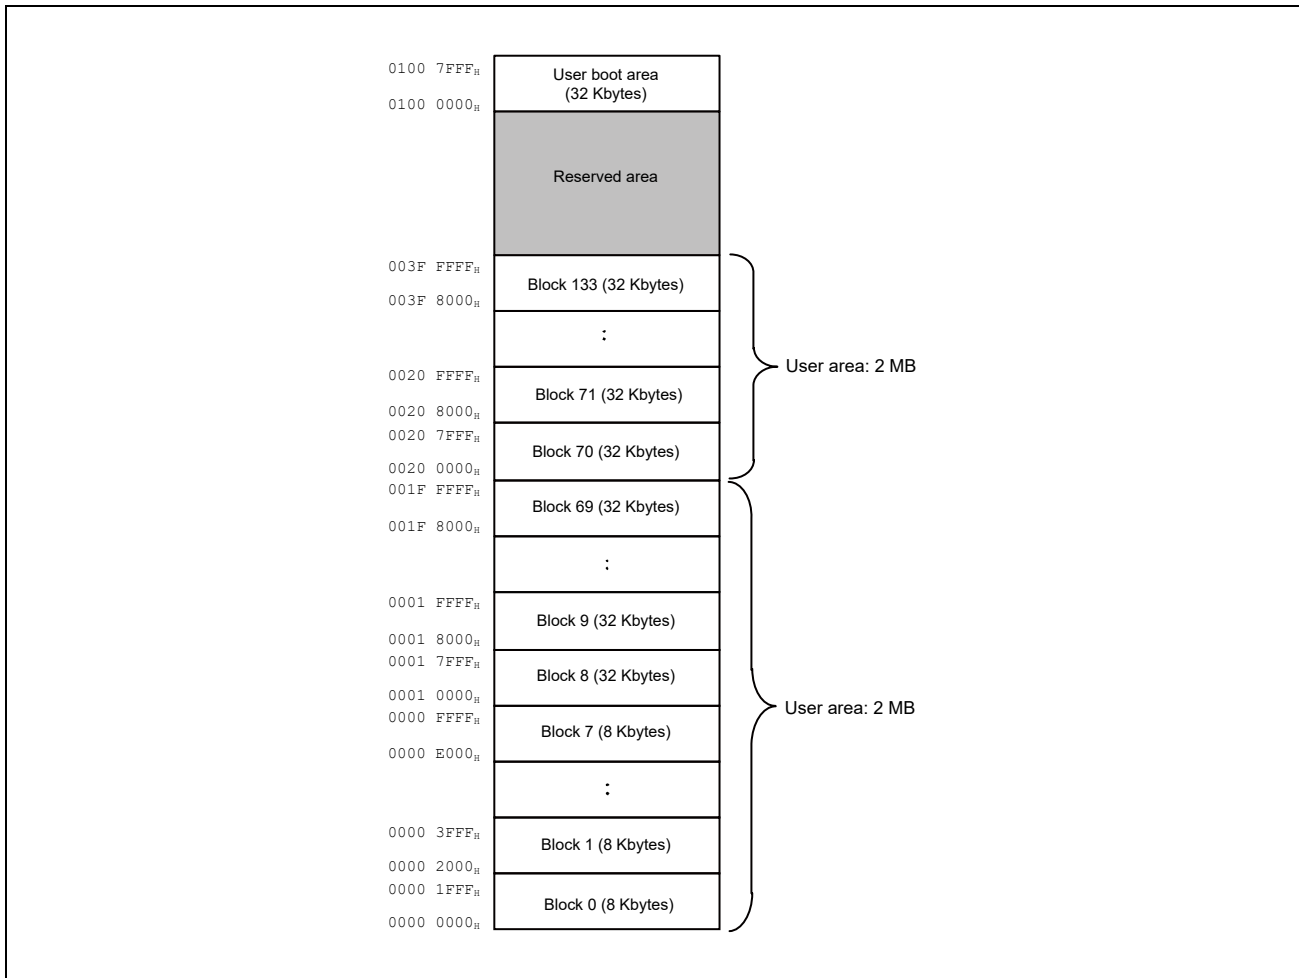 0100 7FFFH
User boot area
(32 Kbytes)
0100 0000H
Reserved area
003F FFFFH
Block 133 (32 Kbytes)
003F 8000H
:
User area: 2 MB
0020 FFFFH
Block 71 (32 Kbytes)
0020 8000H
0020 7FFFH
Block 70 (32 Kbytes)
0020 0000H
001F FFFFH
Block 69 (32 Kbytes)
001F 8000H
:
0001 FFFFH
Block 9 (32 Kbytes)
0001 8000H
0001 7FFFH
Block 8 (32 Kbytes)
0001 0000H
User area: 2 MB
0000 FFFFH
Block 7 (8 Kbytes)
0000 E000H
:
0000 3FFFH
Block 1 (8 Kbytes)
0000 2000H
0000 1FFFH
Block 0 (8 Kbytes)
0000 0000H